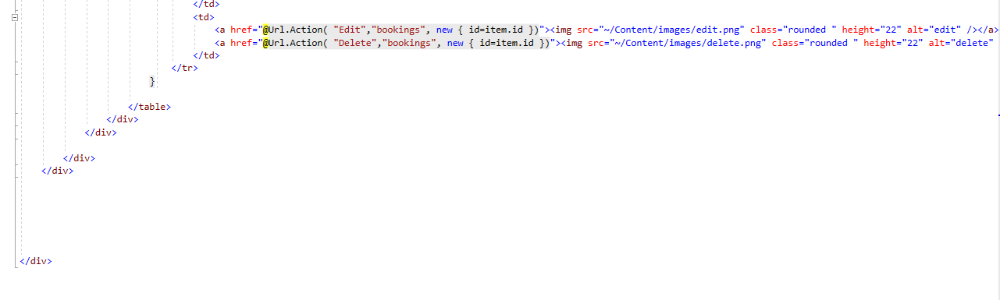 </td>
<td>
<a href="@Url.Action( "Edit","bookings", new { id=item.id })"><img src="~/Content/images/edit.png" class="rounded " height="22" alt="edit" /></a>
<a href="@Url.Action( "Delete","bookings", new { id=item.id })"><img src="~/Content/images/delete.png" class="rounded " height="22" alt="delete"
</td>
</tr>
}
</table>
</div>
</div>
</div>
</div>
</div>